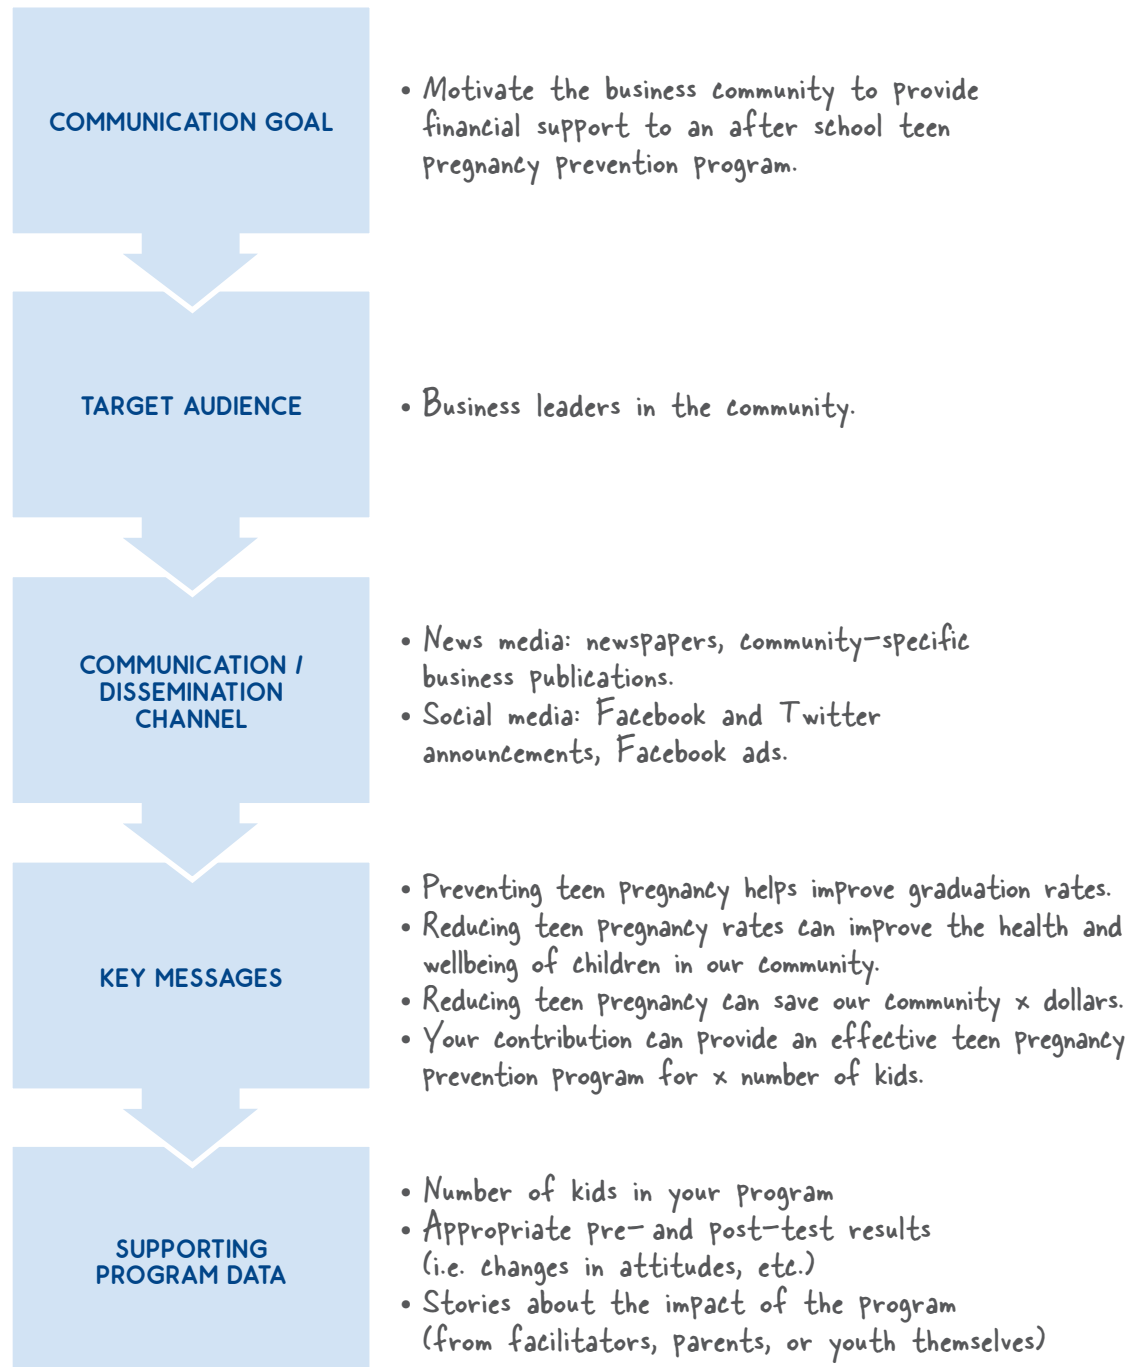 COMMUNICATION GOAL
• Motivate the business community to provide
financial support to an after school teen
pregnancy prevention program.
TARGET AUDIENCE
• Business leaders in the community.
COMMUNICATION /
DISSEMINATION
CHANNEL
• News media: newspapers, community-specific
business publications.
• Social media: Facebook and Twitter
announcements, Facebook ads.
KEY MESSAGES
• Preventing teen pregnancy helps improve graduation rates.
• Reducing teen pregnancy rates can improve the health and
wellbeing of children in our community.
• Reducing teen pregnancy can save our community x dollars.
• Your contribution can provide an effective teen pregnancy
prevention program for x number of kids.
SUPPORTING
PROGRAM DATA
• Number of kids in your program
• Appropriate pre- and post-test results
(i.e. changes in attitudes, etc.)
• Stories about the impact of the program
(from facilitators, parents, or youth themselves)